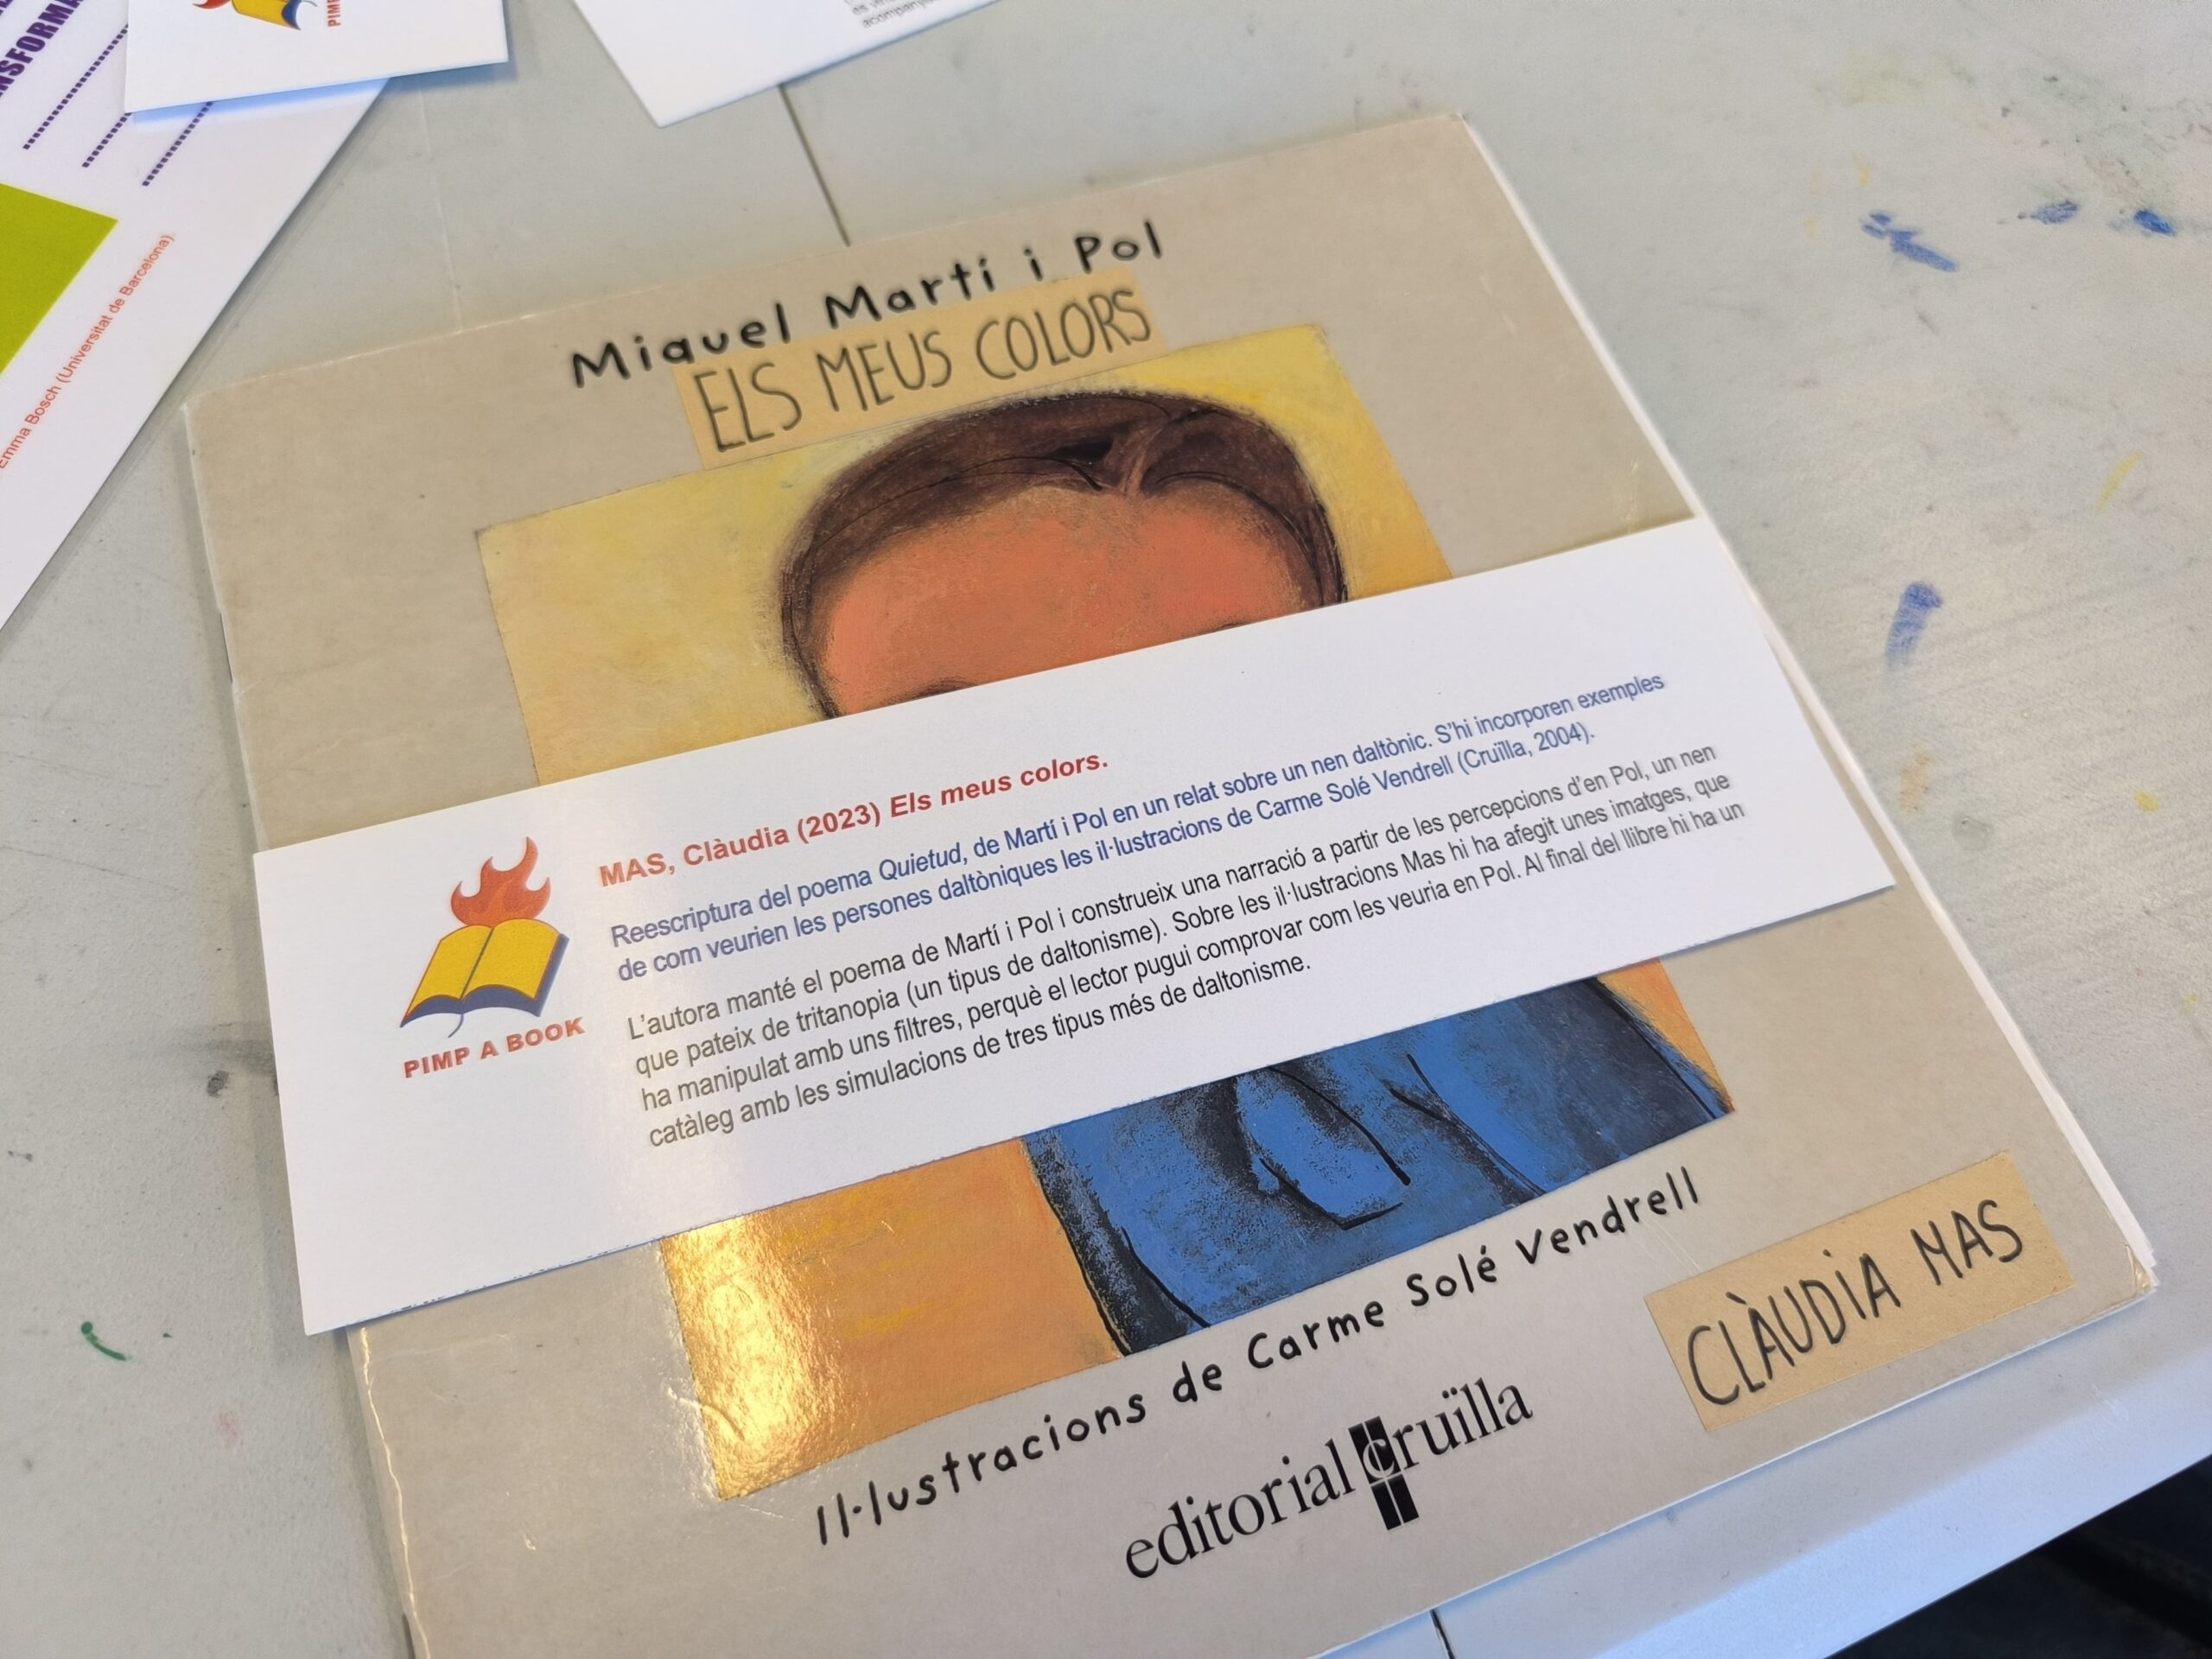 NSFORMA
PIMP
acompanya
Emma Bosch (Universitat de Barcelona)
Miquel Martí i Pol
ELS MEUS COLORS
MAS, Clàudia (2023) Els meus colors.
Reescriptura del poema Quietud, de Martí i Pol en un relat sobre un nen daltònic. S'hi incorporen exemples
de com veurien les persones daltòniques les il·lustracions de Carme Solé Vendrell (Cruïlla, 2004).
L'autora manté el poema de Martí i Pol i construeix una narració a partir de les percepcions d'en Pol, un nen
que pateix de tritanopia (un tipus de daltonisme). Sobre les il·lustracions Mas hi ha afegit unes imatges, que
ha manipulat amb uns filtres, perquè el lector pugui comprovar com les veuria en Pol. Al final del llibre hi ha un
catàleg amb les simulacions de tres tipus més de daltonisme.
PIMP A BOOK
Il·lustracions de Carme Solé Vendrell
editorial cruïlla
CLÀUDIA MAS